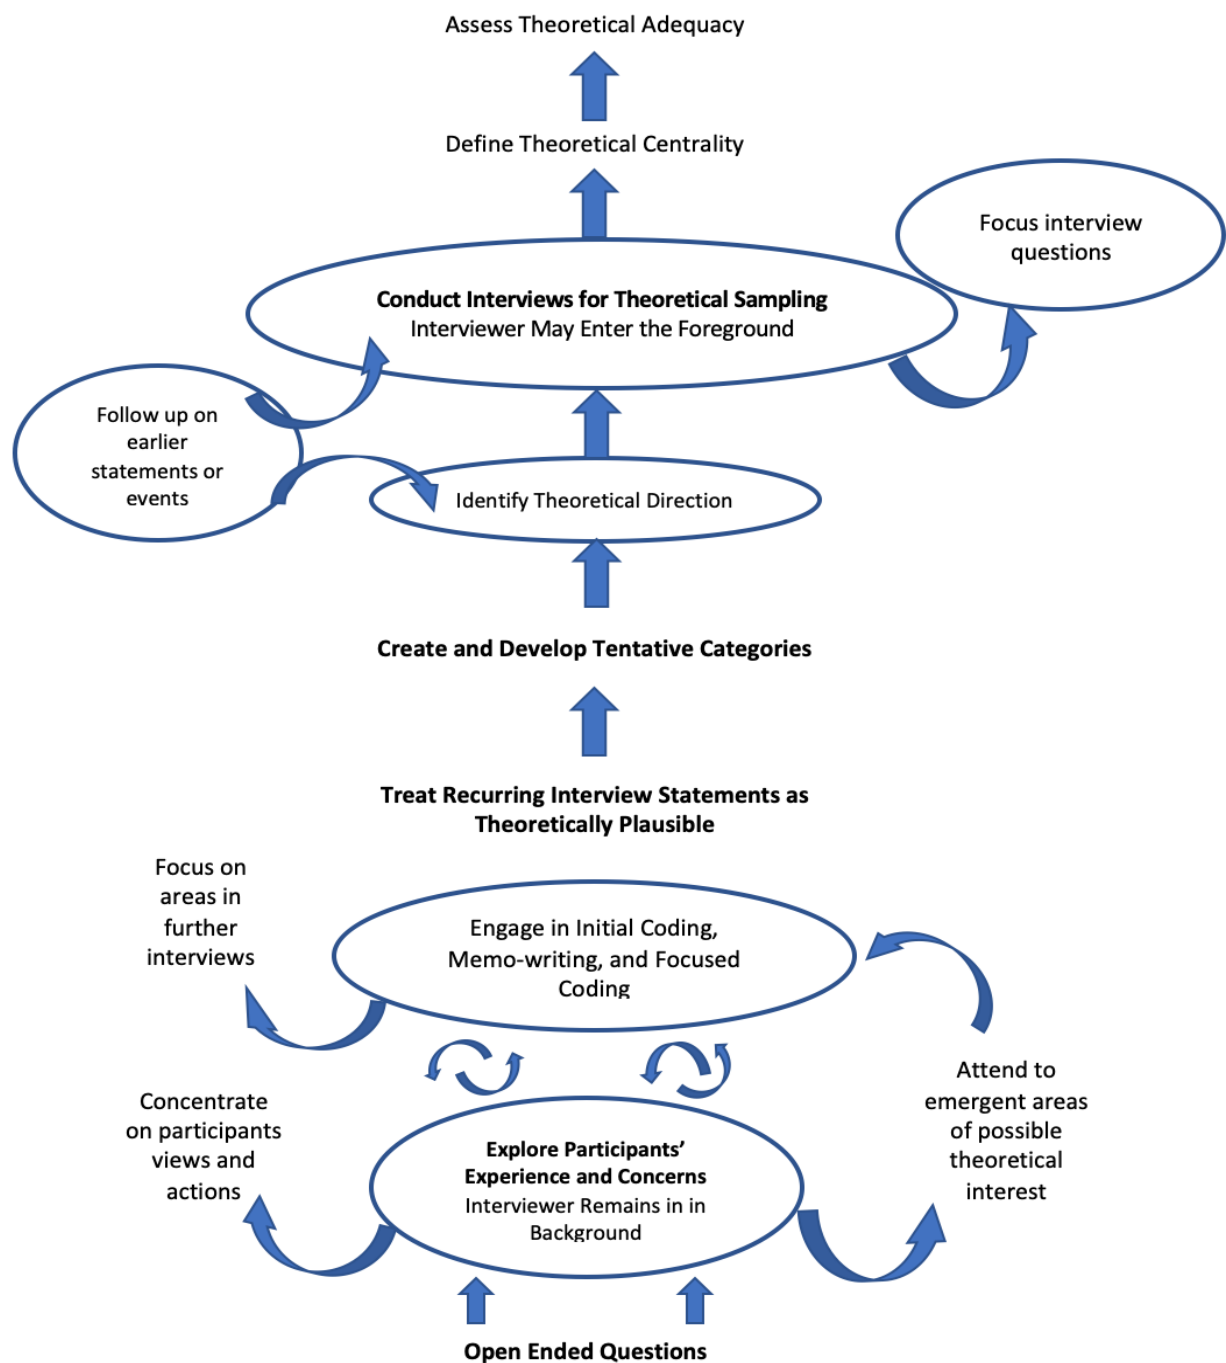 Assess Theoretical Adequacy
Define Theoretical Centrality
Focus interview
questions
Conduct Interviews for Theoretical Sampling
Interviewer May Enter the Foreground
Follow up on
earlier
statements or
events
Identify Theoretical Direction
Create and Develop Tentative Categories
Treat Recurring Interview Statements as
Theoretically Plausible
Focus on
areas in
further
interviews
Engage in Initial Coding,
Memo-writing, and Focused
Coding
Attend to
emergent areas
of possible
theoretical
interest
Concentrate
on participants
views and
actions
Explore Participants’
Experience and Concerns
Interviewer Remains in in
Background
Open Ended Questions